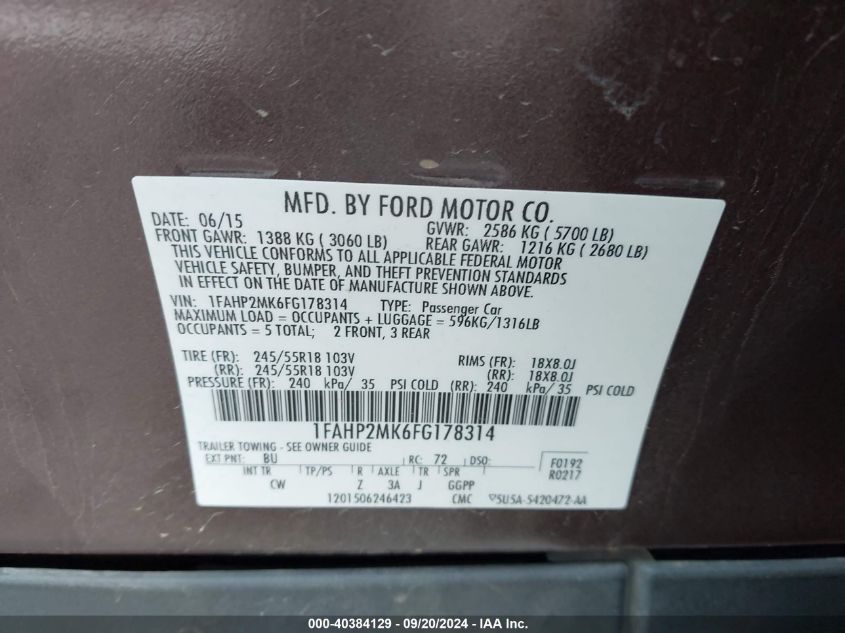 MFD. BY FORD MOTOR CO.
DATE: 06/15 GVWR: 2586 KG ( 5700 LB)
FRONT GAWR: 1388 KG ( 3060 LB) REAR GAWR: 1216 KG ( 2680 LB)
THIS VEHICLE CONFORMS TO ALL APPLICABLE FEDERAL MOTOR
VEHICLE SAFETY, BUMPER, AND THEFT PREVENTION STANDARDS
IN EFFECT ON THE DATE OF MANUFACTURE SHOWN ABOVE.
VIN: 1FAHP2MK6FG178314 TYPE: Passenger Car
MAXIMUM LOAD = OCCUPANTS + LUGGAGE = 596KG/1316LB
OCCUPANTS = 5 TOTAL; 2 FRONT, 3 REAR
TIRE (FR): 245/55R18 103V RIMS (FR): 18X8.0J
(RR): 245/55R18 103V (RR): 18X8.0J
PRESSURE (FR): 240 kPa/ 35 PSI COLD (RR): 240 kPa/ 35 PSI COLD
1FAHP2MK6FG178314
TRAILER TOWING - SEE OWNER GUIDE
EXT PNT: BU RC: 72 DSO: F0192
R0217
INT TR TP/PS R AXLE TR SPR
CW Z 3A J GGPP
1201506246423 CMC 5U5A-5420472-AA
000-40384129 - 09/20/2024 - IAA Inc.